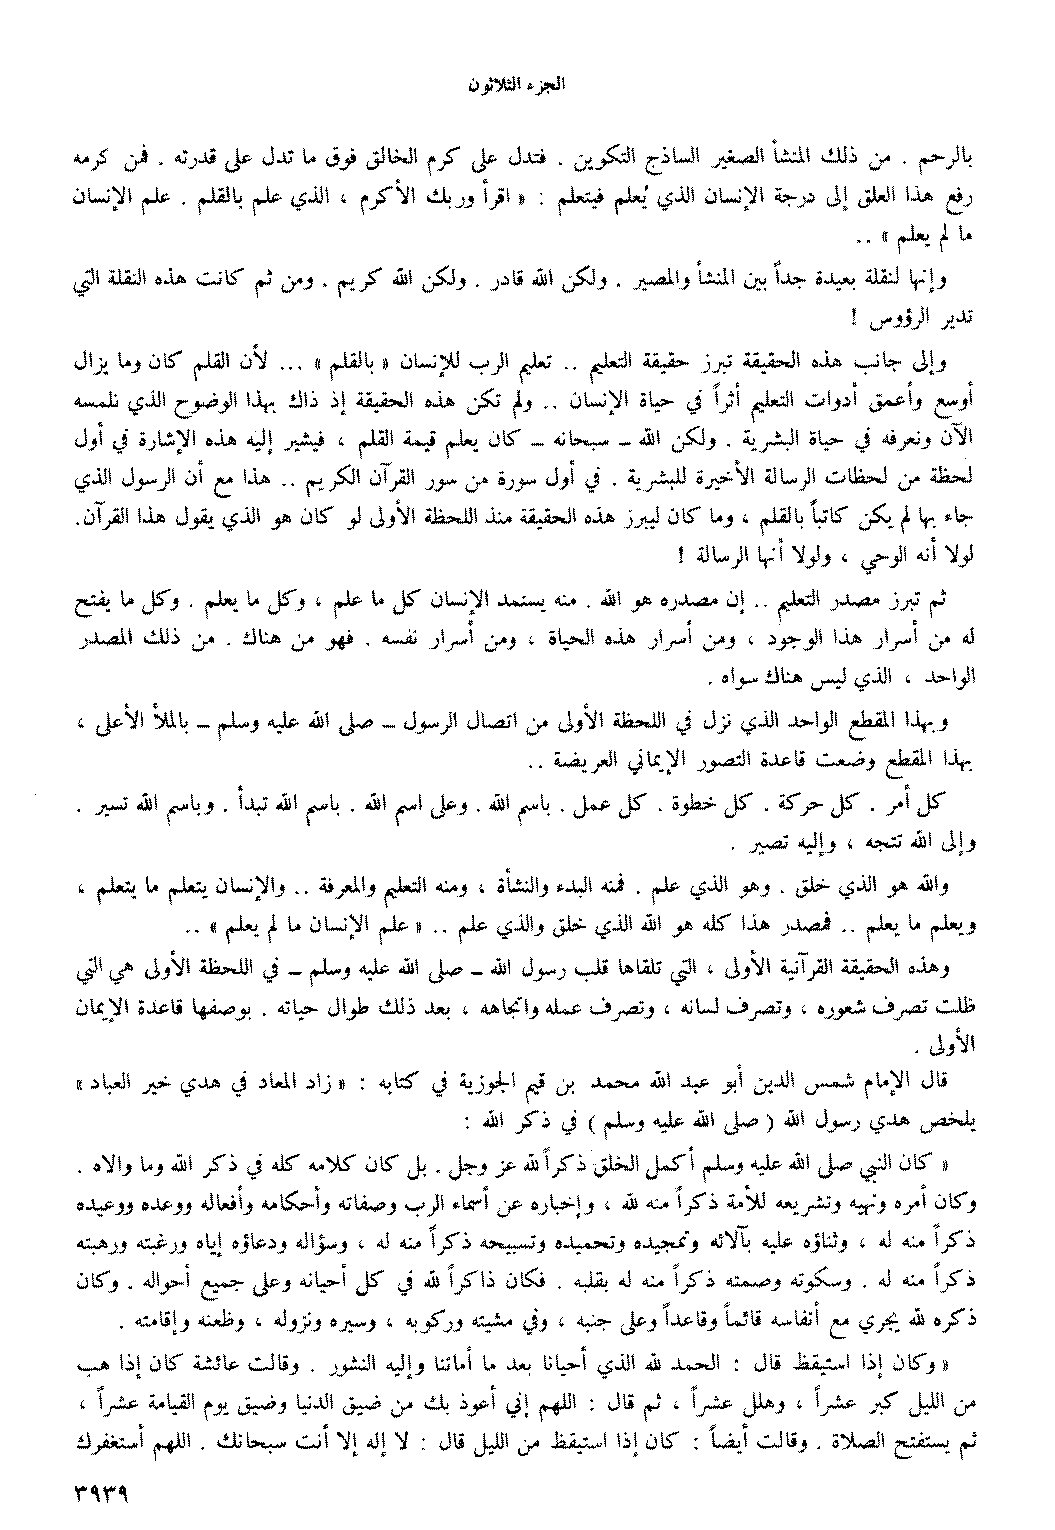 الجزء الثلاثون
بالرحم . من ذلك المنشأ الصغير الساذج التكوين . فتدل على كرم الخالق فوق ما تدل على قدرته . فمن كرمه
رفع هذا العلق إلى درجة الإنسان الذي يُعلم فيتعلم : « اقرأ وربك الأكرم ، الذي علم بالقلم . علم الإنسان
ما لم يعلم » ..
وإنها لنقلة بعيدة جداً بين المنشأ والمصير . ولكن الله قادر . ولكن الله كريم . ومن ثم كانت هذه النقلة التي
تدير الرؤوس !
وإلى جانب هذه الحقيقة تبرز حقيقة التعليم .. تعليم الرب للإنسان « بالقلم » ... لأن القلم كان وما يزال
أوسع وأعمق أدوات التعليم أثراً في حياة الإنسان .. ولم تكن هذه الحقيقة إذ ذاك بهذا الوضوح الذي نلمسه
الآن ونعرفه في حياة البشرية . ولكن الله – سبحانه – كان يعلم قيمة القلم ، فيشير إليه هذه الإشارة في أول
لحظة من لحظات الرسالة الأخيرة للبشرية . في أول سورة من سور القرآن الكريم .. هذا مع أن الرسول الذي
جاء بها لم يكن كاتباً بالقلم ، وما كان ليبرز هذه الحقيقة منذ اللحظة الأولى لو كان هو الذي يقول هذا القرآن.
لولا أنه الوحي ، ولولا أنها الرسالة !
ثم تبرز مصدر التعليم .. إن مصدره هو الله . منه يستمد الإنسان كل ما علم ، وكل ما يعلم . وكل ما يفتح
له من أسرار هذا الوجود ، ومن أسرار هذه الحياة ، ومن أسرار نفسه . فهو من هناك . من ذلك المصدر
الواحد ، الذي ليس هناك سواه .
وبهذا المقطع الواحد الذي نزل في اللحظة الأولى من اتصال الرسول – صلى الله عليه وسلم – بالملأ الأعلى ،
بهذا المقطع وضعت قاعدة التصور الإيماني العريضة ..
كل أمر . كل حركة . كل خطوة . كل عمل . باسم الله . وعلى اسم الله . باسم الله تبدأ . وباسم الله تسير .
وإلى الله تتجه ، وإليه تصير .
والله هو الذي خلق . وهو الذي علم . فمنه البدء والنشأة ، ومنه التعليم والمعرفة .. والإنسان يتعلم ما يتعلم ،
ويعلم ما يعلم .. فمصدر هذا كله هو الله الذي خلق والذي علم .. « علم الإنسان ما لم يعلم » ..
وهذه الحقيقة القرآنية الأولى ، التي تلقاها قلب رسول الله – صلى الله عليه وسلم – في اللحظة الأولى هي التي
ظلت تصرف شعوره ، وتصرف لسانه ، وتصرف عمله واتجاهه ، بعد ذلك طوال حياته . بوصفها قاعدة الإيمان
الأولى .
قال الإمام شمس الدين أبو عبد الله محمد بن قيم الجوزية في كتابه : « زاد المعاد في هدي خير العباد »
يلخص هدي رسول الله ( صلى الله عليه وسلم ) في ذكر الله :
« كان النبي صلى الله عليه وسلم أكمل الخلق ذكراً لله عز وجل . بل كان كلامه كله في ذكر الله وما والاه .
وكان أمره ونهيه وتشريعه للأمة ذكراً منه لله ، وإخباره عن أسماء الرب وصفاته وأحكامه وأفعاله ووعده ووعيده
ذكراً منه له ، وثناؤه عليه بآلائه وتمجيده وتحميده وتسبيحه ذكراً منه له ، وسؤاله ودعاؤه إياه ورغبته ورهبته
ذكراً منه له . وسكوته وصمته ذكراً منه له بقلبه . فكان ذاكراً لله في كل أحيانه وعلى جميع أحواله . وكان
ذكره لله يجري مع أنفاسه قائماً وقاعداً وعلى جنبه ، وفي مشيته وركوبه ، وسيره ونزوله ، وظعنه وإقامته .
« وكان إذا استيقظ قال : الحمد لله الذي أحيانا بعد ما أماتنا وإليه النشور . وقالت عائشة كان إذا هب
من الليل كبر عشراً ، وهلل عشراً ، ثم قال : اللهم إني أعوذ بك من ضيق الدنيا وضيق يوم القيامة عشراً ،
ثم يستفتح الصلاة . وقالت أيضاً : كان إذا استيقظ من الليل قال : لا إله إلا أنت سبحانك . اللهم أستغفرك
٣٩٣٩